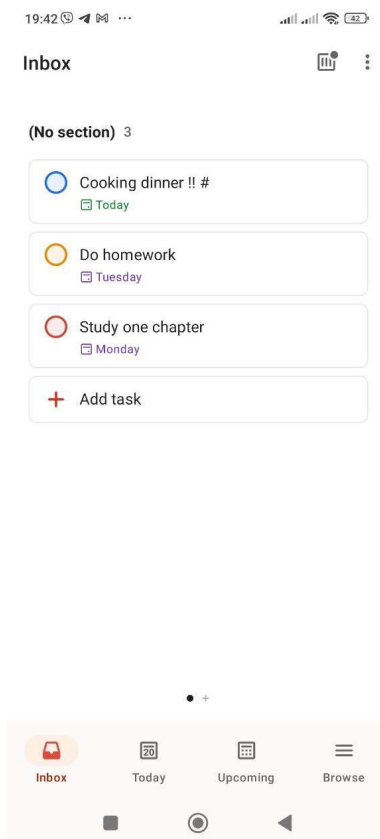 19:42
42
Inbox
(No section) 3
Cooking dinner !! #
Today
Do homework
Tuesday
Study one chapter
Monday
+ Add task
+
20
Inbox Today Upcoming Browse